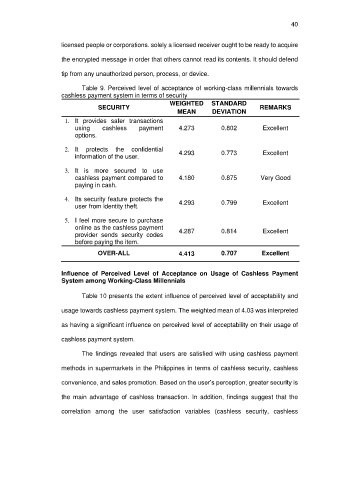 40
licensed people or corporations. solely a licensed receiver ought to be ready to acquire
the encrypted message in order that others cannot read its contents. It should defend
tip from any unauthorized person, process, or device.
Table 9. Perceived level of acceptance of working-class millennials towards
cashless payment system in terms of security
SECURITY WEIGHTED MEAN STANDARD DEVIATION REMARKS
1. It provides safer transactions
using cashless payment 4.273 0.802 Excellent
options.
2. It protects the confidential
information of the user. 4.293 0.773 Excellent
3. It is more secured to use
cashless payment compared to 4.180 0.875 Very Good
paying in cash.
4. Its security feature protects the
user from identity theft. 4.293 0.799 Excellent
5. I feel more secure to purchase
online as the cashless payment
provider sends security codes 4.287 0.814 Excellent
before paying the item.
OVER-ALL 4.413 0.707 Excellent
Influence of Perceived Level of Acceptance on Usage of Cashless Payment
System among Working-Class Millennials
Table 10 presents the extent influence of perceived level of acceptability and
usage towards cashless payment system. The weighted mean of 4.03 was interpreted
as having a significant influence on perceived level of acceptability on their usage of
cashless payment system.
The findings revealed that users are satisfied with using cashless payment
methods in supermarkets in the Philippines in terms of cashless security, cashless
convenience, and sales promotion. Based on the user's perception, greater security is
the main advantage of cashless transaction. In addition, findings suggest that the
correlation among the user satisfaction variables (cashless security, cashless